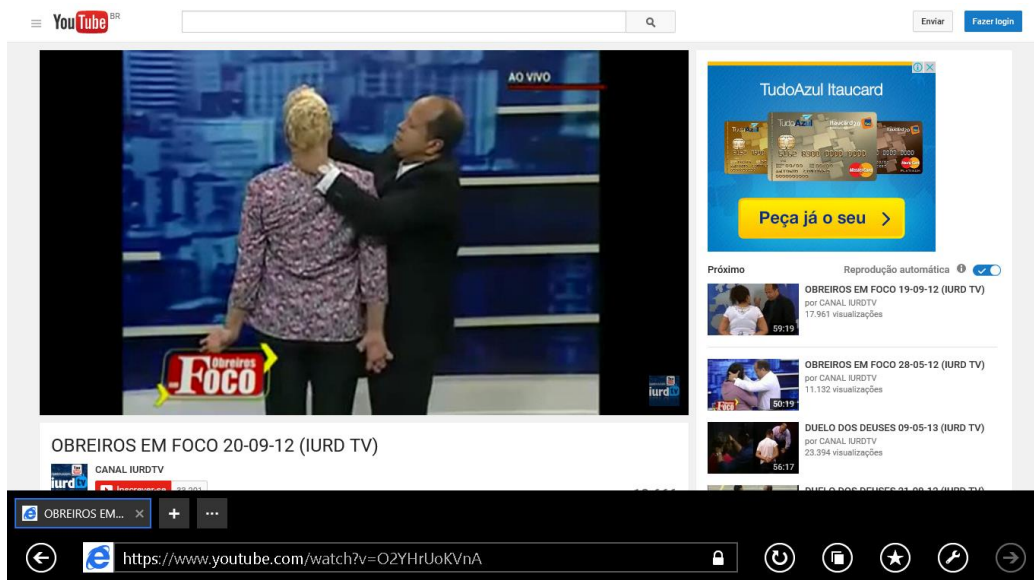 You Tube BR
Enviar
Fazer login
AO VIVO
Obreiros
em
FOCO
iurd tv
TudoAzul Itaucard
Peça já o seu >
Próximo
Reprodução automática
OBREIROS EM FOCO 19-09-12 (IURD TV)
por CANAL IURDTV
17.961 visualizações
59:19
OBREIROS EM FOCO 28-05-12 (IURD TV)
por CANAL IURDTV
11.132 visualizações
50:19
DUELO DOS DEUSES 09-05-13 (IURD TV)
por CANAL IURDTV
23.394 visualizações
56:17
OBREIROS EM FOCO 20-09-12 (IURD TV)
iurd tv
CANAL IURDTV
Inscrever-se
OBREIROS EM...
https://www.youtube.com/watch?v=O2YHrUoKVnA